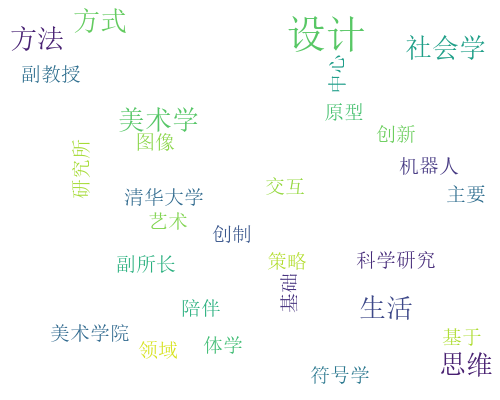 方法
方式
设计
社会学
副教授
中心
原型
美术学
创新
图像
研究所
机器人
交互
清华大学
主要
艺术
创制
副所长
策略
科学研究
基础
陪伴
生活
美术学院
体学
领域
基于
思维
符号学